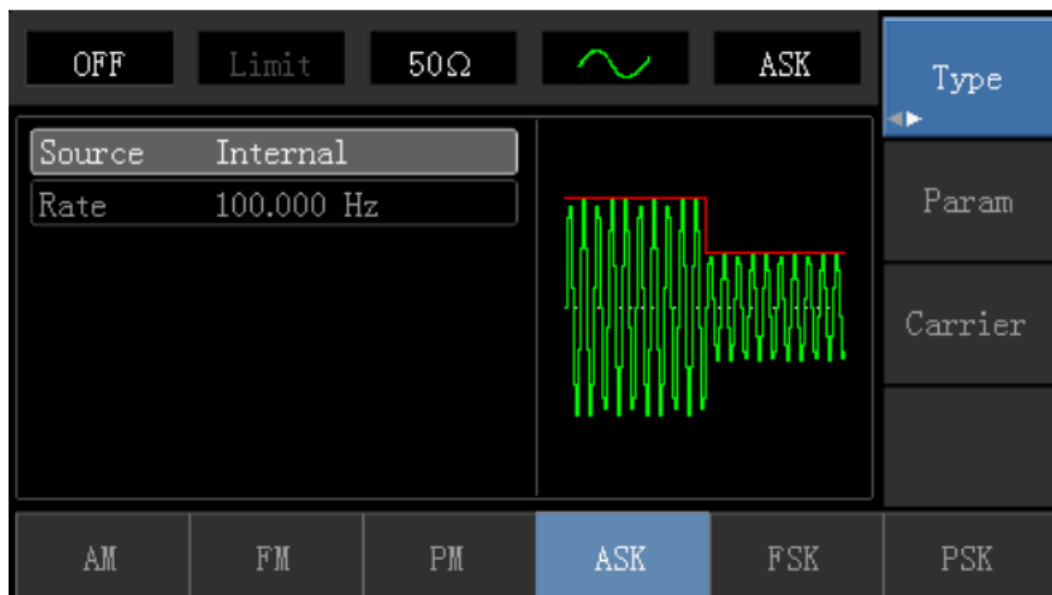 OFF Limit 50Ω ASK
Type
Source Internal
Rate 100.000 Hz
Param
Carrier
AM FM PM ASK FSK PSK